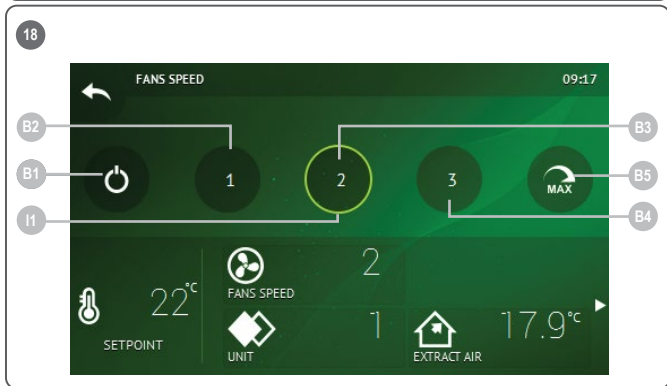 18
FANS SPEED 09:17
B2 B3
B1 1 2 3 MAX B5
I1 B4
2
22°C FANS SPEED
SETPOINT 1 17.9°C
UNIT EXTRACT AIR